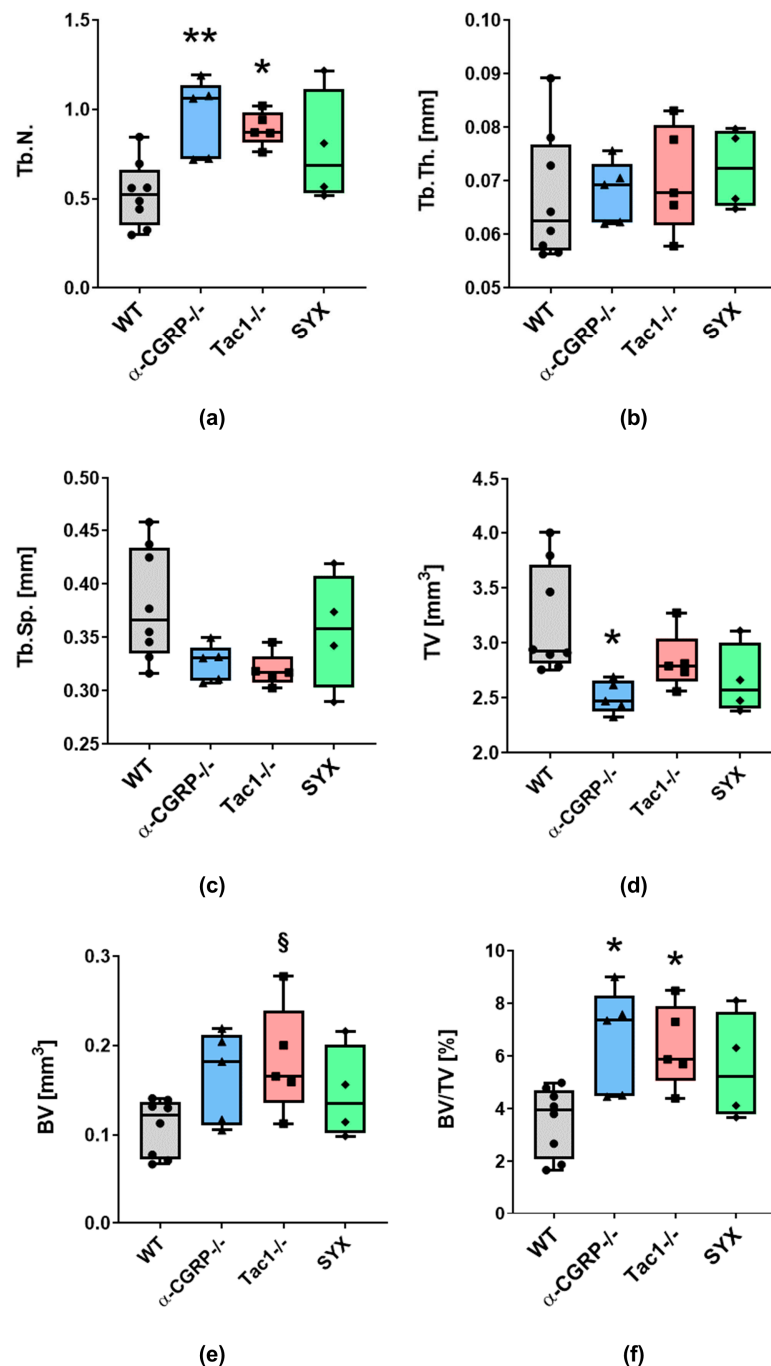 1.5
1.0
0.5
0.0
Tb.N.
**
*
WT
α-CGRP-/-
Tac1-/-
SYX
(a)
0.10
0.09
0.08
0.07
0.06
0.05
Tb.Th. [mm]
WT
α-CGRP-/-
Tac1-/-
SYX
(b)
0.50
0.45
0.40
0.35
0.30
0.25
Tb.Sp. [mm]
WT
α-CGRP-/-
Tac1-/-
SYX
(c)
4.5
4.0
3.5
3.0
2.5
2.0
TV [mm³]
*
WT
α-CGRP-/-
Tac1-/-
SYX
(d)
0.3
0.2
0.1
0.0
BV [mm³]
§
WT
α-CGRP-/-
Tac1-/-
SYX
(e)
10
8
6
4
2
0
BV/TV [%]
*
*
WT
α-CGRP-/-
Tac1-/-
SYX
(f)